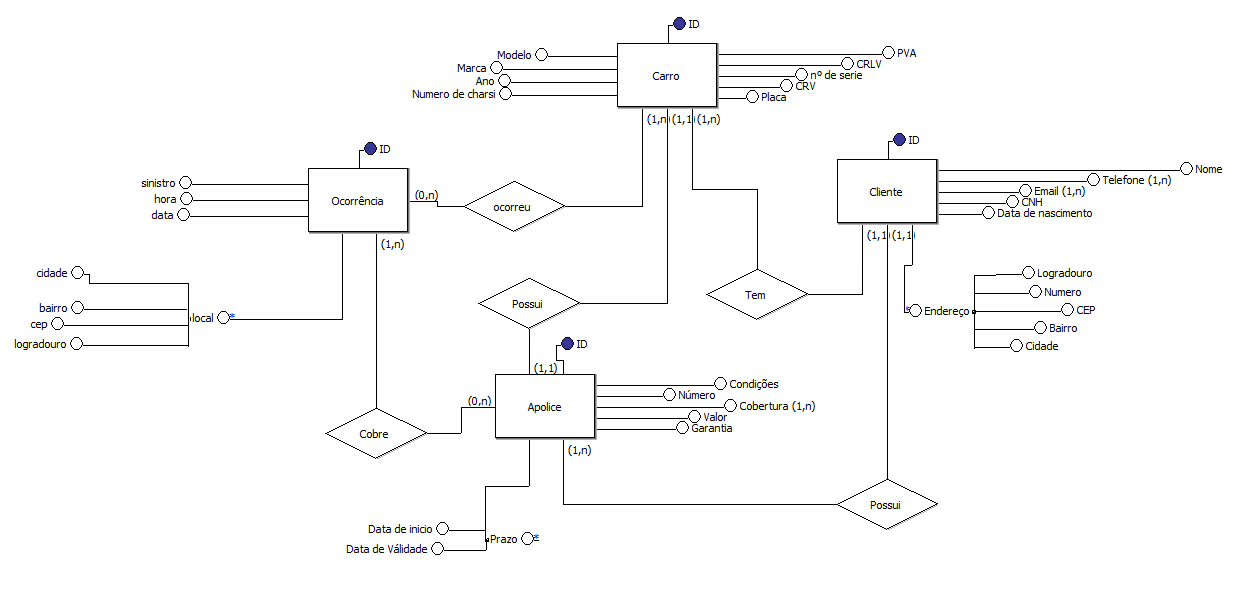 ID
Modelo
Marca
Ano
Numero de charsi
Carro
PVA
CRLV
nº de serie
CRV
Placa
(1,n) (1,1) (1,n)
ID
sinistro
hora
data
Ocorrência
(0,n)
(1,n)
ocorreu
ID
Cliente
Nome
Telefone (1,n)
Email (1,n)
CNH
Data de nascimento
(1,1) (1,1)
cidade
bairro
cep
logradouro
local *
Possui
Tem
* Endereço
Logradouro
Numero
CEP
Bairro
Cidade
ID
(1,1)
(0,n)
Apolice
Condições
Número
Cobertura (1,n)
Valor
Garantia
(1,n)
Cobre
Possui
Data de inicio
Data de Válidade
Prazo *